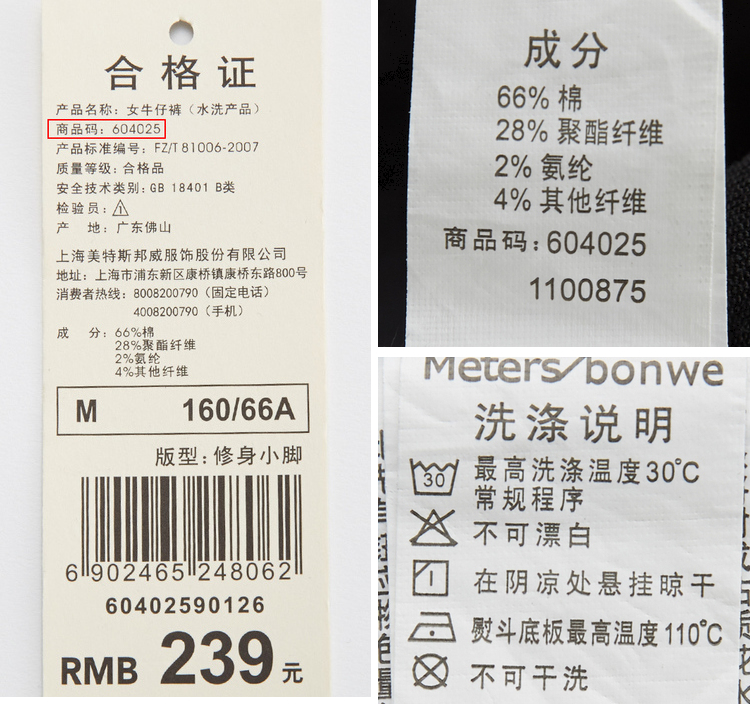 合格证
产品名称：女牛仔裤（水洗产品）
商品码：604025
产品标准编号：FZ/T 81006-2007
质量等级：合格品
安全技术类别：GB 18401 B类
检验员：1
产 地：广东佛山
上海美特斯邦威服饰股份有限公司
地址：上海市浦东新区康桥镇康桥东路800号
消费者热线：8008200790（固定电话）
4008200790（手机）
成 分：66%棉
28%聚酯纤维
2%氨纶
4%其他纤维
M 160/66A
版型：修身小脚
6 902465 248062
60402590126
RMB 239元
成分
66% 棉
28% 聚酯纤维
2% 氨纶
4% 其他纤维
商品码：604025
1100875
Meters/bonwe
洗涤说明
30 最高洗涤温度30℃
常规程序
不可漂白
在阴凉处悬挂晾干
熨斗底板最高温度110℃
不可干洗